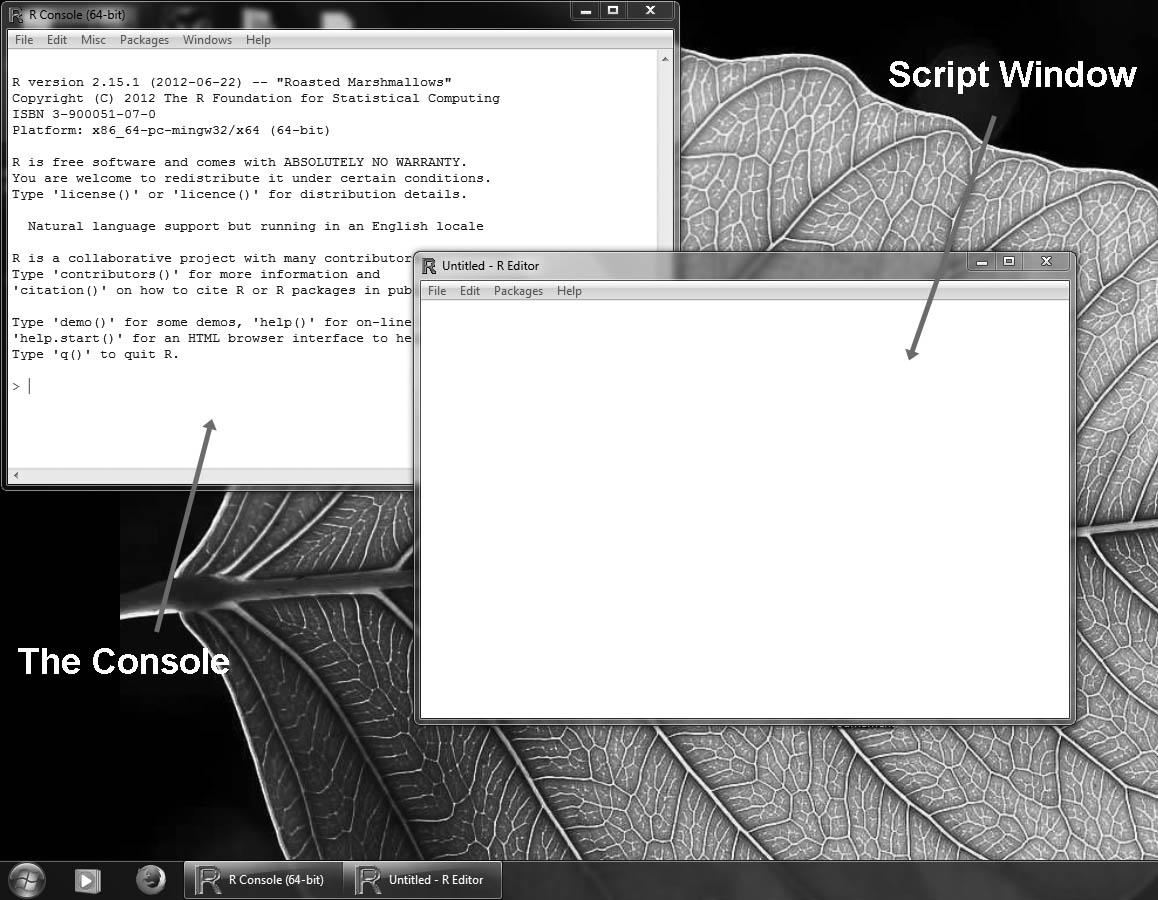 R Console (64-bit)
File Edit Misc Packages Windows Help
R version 2.15.1 (2012-06-22) -- "Roasted Marshmallows"
Copyright (C) 2012 The R Foundation for Statistical Computing
ISBN 3-900051-07-0
Platform: x86_64-pc-mingw32/x64 (64-bit)
R is free software and comes with ABSOLUTELY NO WARRANTY.
You are welcome to redistribute it under certain conditions.
Type 'license()' or 'licence()' for distribution details.
Natural language support but running in an English locale
R is a collaborative project with many contributor
Type 'contributors()' for more information and
'citation()' on how to cite R or R packages in pub
Type 'demo()' for some demos, 'help()' for on-line
'help.start()' for an HTML browser interface to he
Type 'q()' to quit R.
>
Script Window
Untitled - R Editor
File Edit Packages Help
The Console
R Console (64-bit)
Untitled - R Editor